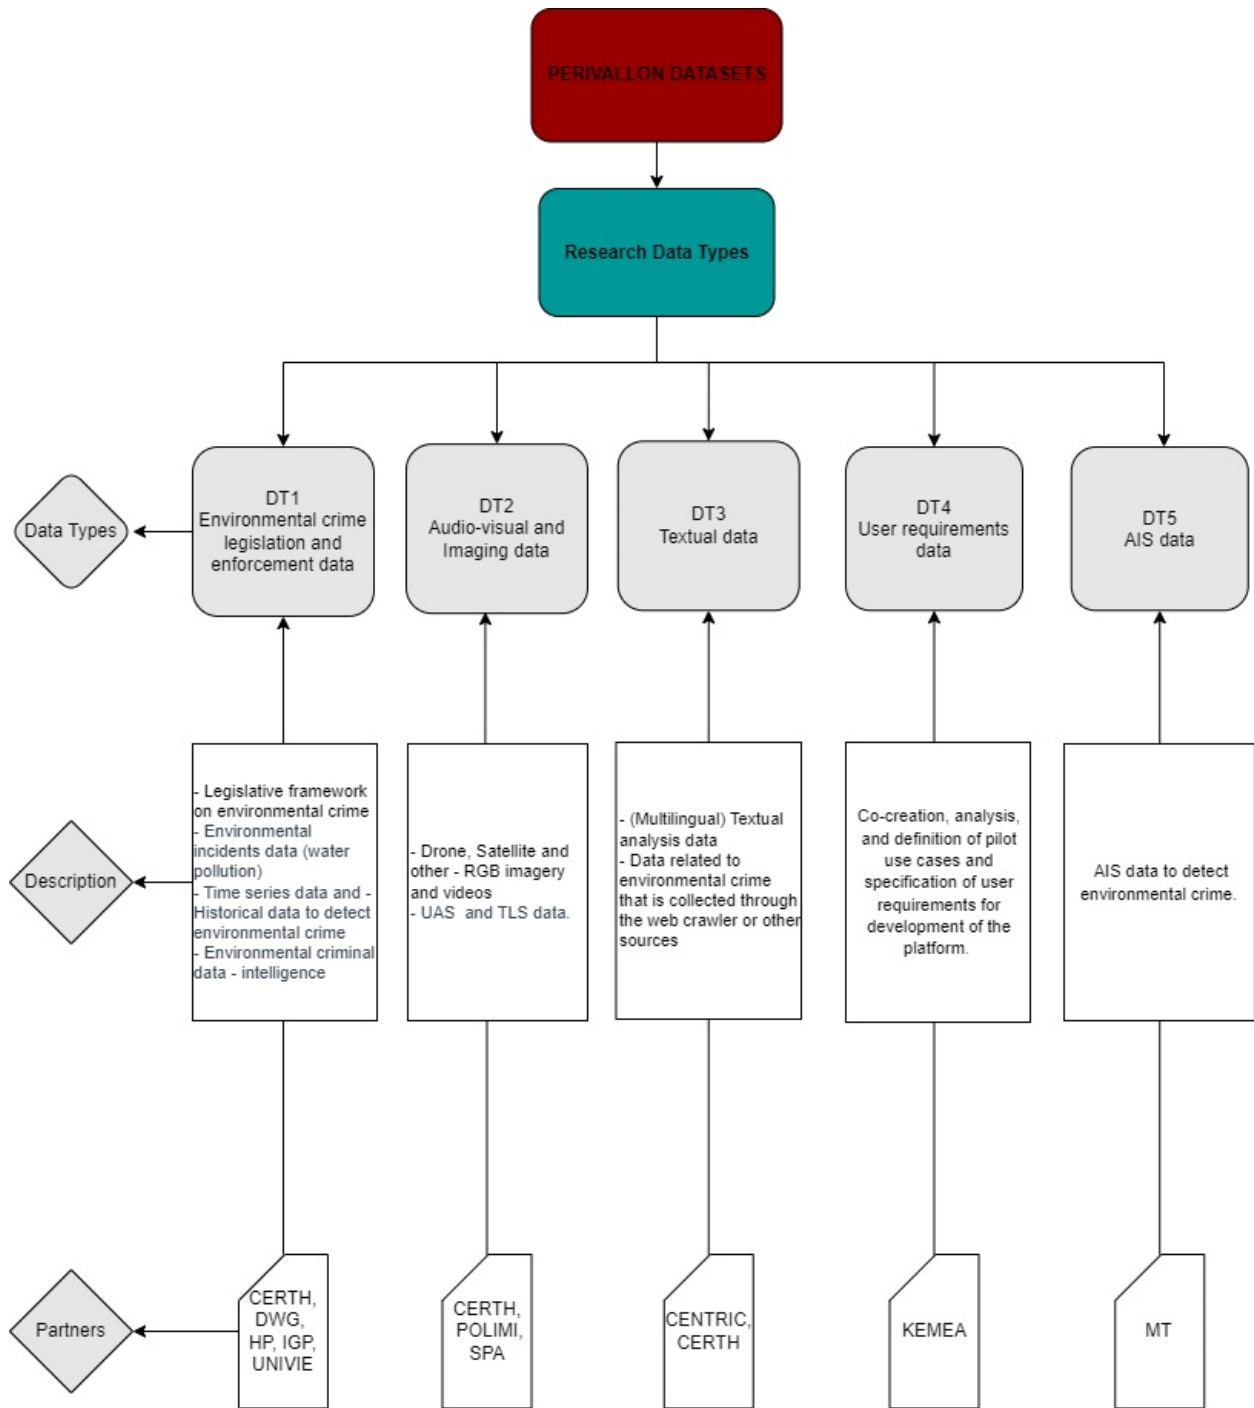 PERIVALLON DATASETS
Research Data Types
Data Types
DT1
Environmental crime
legislation and
enforcement data
DT2
Audio-visual and
Imaging data
DT3
Textual data
DT4
User requirements
data
DT5
AIS data
Description
- Legislative framework
on environmental crime
- Environmental
incidents data (water
pollution)
- Time series data and -
Historical data to detect
environmental crime
- Environmental criminal
data - intelligence
- Drone, Satellite and
other - RGB imagery
and videos
- UAS and TLS data.
- (Multilingual) Textual
analysis data
- Data related to
environmental crime
that is collected through
the web crawler or other
sources
Co-creation, analysis,
and definition of pilot
use cases and
specification of user
requirements for
development of the
platform.
AIS data to detect
environmental crime.
Partners
CERTH,
DWG,
HP, IGP,
UNIVIE
CERTH,
POLIMI,
SPA
CENTRIC,
CERTH
KEMEA
MT